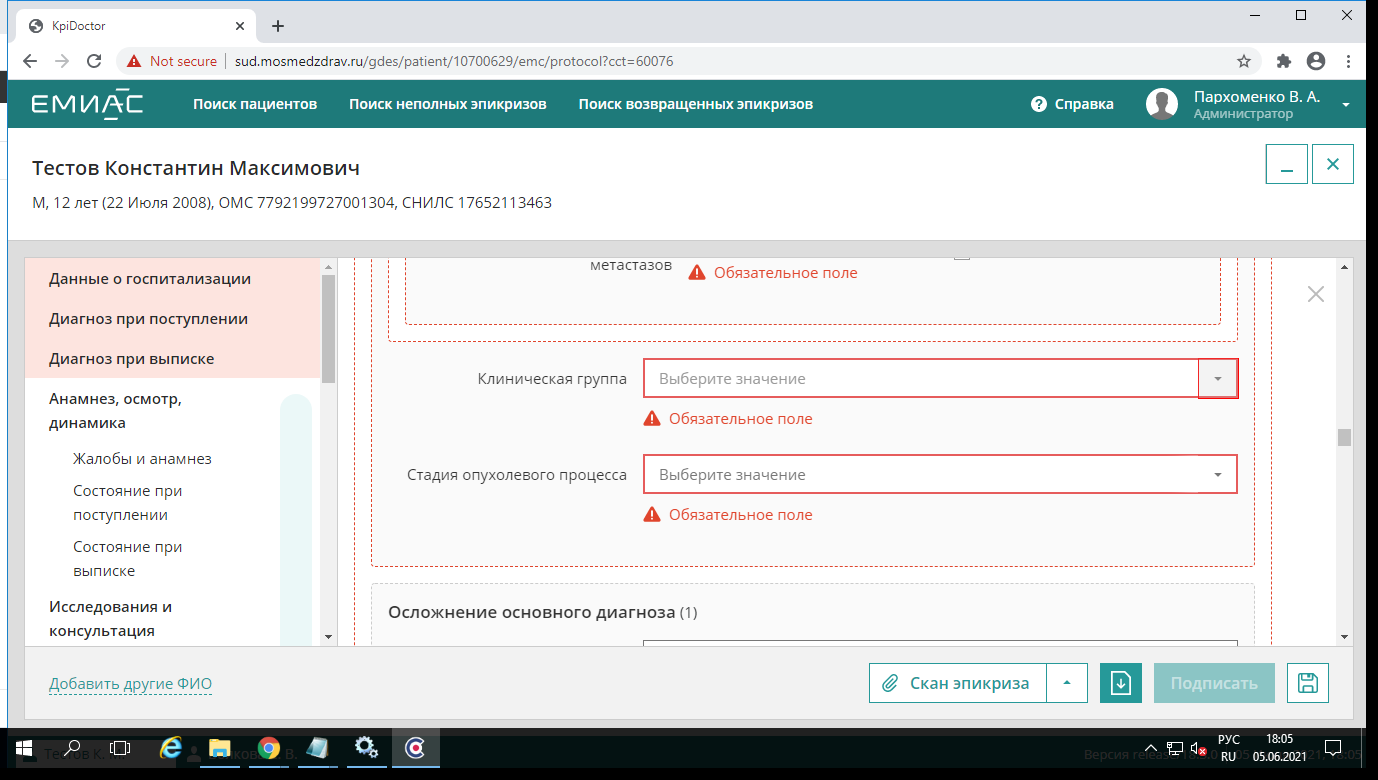 KpiDoctor
Not secure | sud.mosmedzdrav.ru/gdes/patient/10700629/emc/protocol?cct=60076
ЕМИАС Поиск пациентов Поиск неполных эпикризов Поиск возвращенных эпикризов ? Справка Пархоменко В. А.
Администратор
Тестов Константин Максимович
М, 12 лет (22 Июля 2008), ОМС 7792199727001304, СНИЛС 17652113463
Данные о госпитализации
Диагноз при поступлении
Диагноз при выписке
Анамнез, осмотр,
динамика
Жалобы и анамнез
Состояние при
поступлении
Состояние при
выписке
Исследования и
консультация
метастазов
Обязательное поле
Клиническая группа Выберите значение
Обязательное поле
Стадия опухолевого процесса Выберите значение
Обязательное поле
Осложнение основного диагноза (1)
Добавить другие ФИО Скан эпикриза Подписать
Тестов К. М.
Версия release
РУС
RU
18:05
05.06.2021